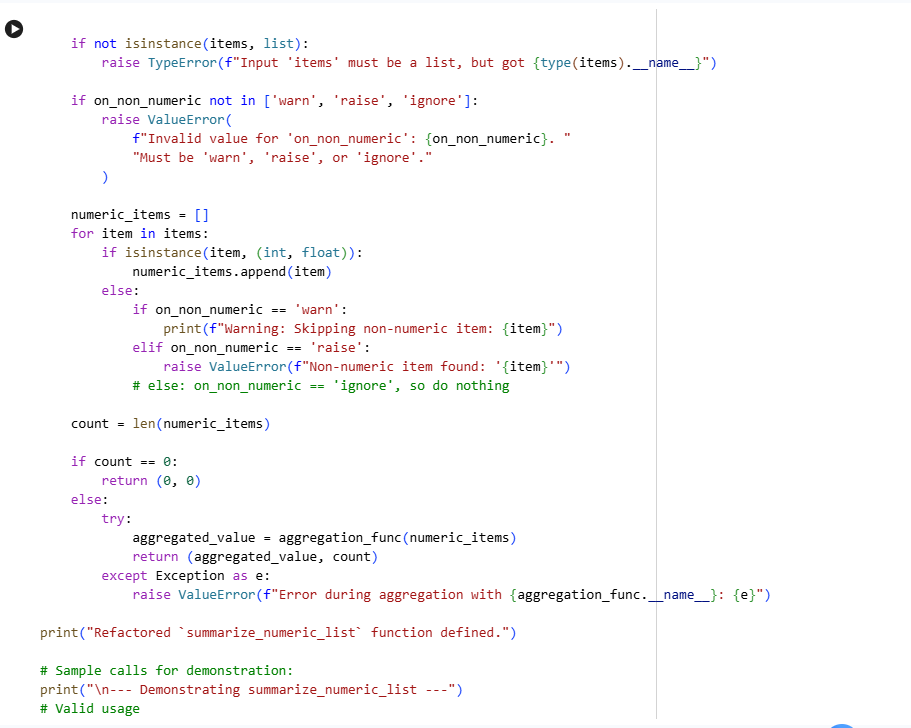 if not isinstance(items, list):
raise TypeError(f"Input 'items' must be a list, but got {type(items).__name__}")
if on_non_numeric not in ['warn', 'raise', 'ignore']:
raise ValueError(
f"Invalid value for 'on_non_numeric': {on_non_numeric}. "
"Must be 'warn', 'raise', or 'ignore'."
)
numeric_items = []
for item in items:
if isinstance(item, (int, float)):
numeric_items.append(item)
else:
if on_non_numeric == 'warn':
print(f"Warning: Skipping non-numeric item: {item}")
elif on_non_numeric == 'raise':
raise ValueError(f"Non-numeric item found: '{item}'")
# else: on_non_numeric == 'ignore', so do nothing
count = len(numeric_items)
if count == 0:
return (0, 0)
else:
try:
aggregated_value = aggregation_func(numeric_items)
return (aggregated_value, count)
except Exception as e:
raise ValueError(f"Error during aggregation with {aggregation_func.__name__}: {e}")
print("Refactored `summarize_numeric_list` function defined.")
# Sample calls for demonstration:
print("\n--- Demonstrating summarize_numeric_list ---")
# Valid usage